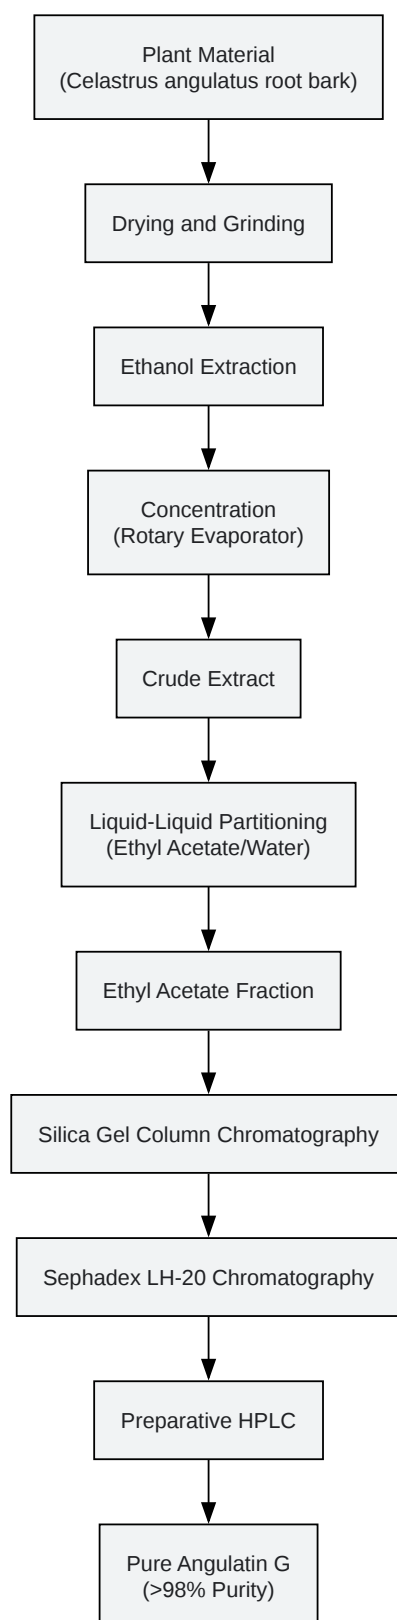 Plant Material
(Celastrus angulatus root bark)
Drying and Grinding
Ethanol Extraction
Concentration
(Rotary Evaporator)
Crude Extract
Liquid-Liquid Partitioning
(Ethyl Acetate/Water)
Ethyl Acetate Fraction
Silica Gel Column Chromatography
Sephadex LH-20 Chromatography
Preparative HPLC
Pure Angulatin G
(>98% Purity)